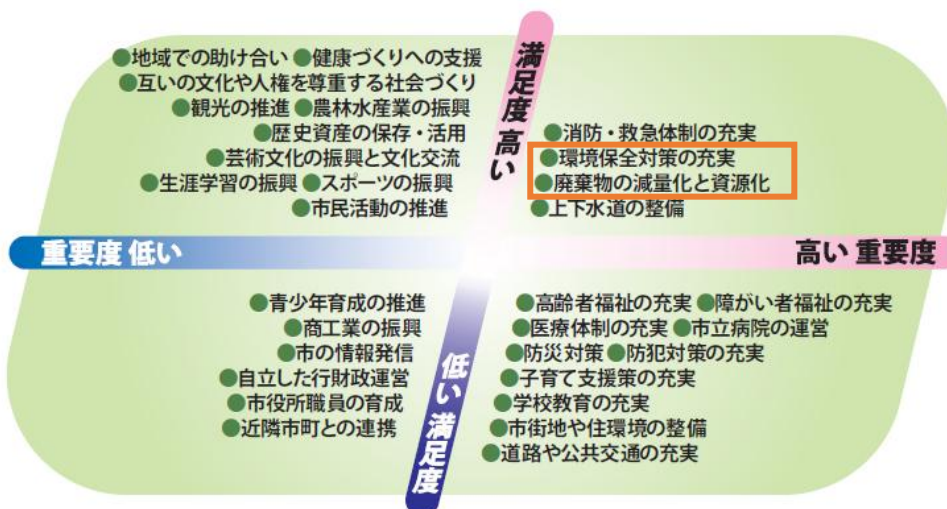 満足度 高い
●地域での助け合い ●健康づくりへの支援
●互いの文化や人権を尊重する社会づくり
●観光の推進 ●農林水産業の振興
●歴史資産の保存・活用
●芸術文化の振興と文化交流
●生涯学習の振興 ●スポーツの振興
●市民活動の推進
●消防・救急体制の充実
●環境保全対策の充実
●廃棄物の減量化と資源化
●上下水道の整備
重要度 低い
高い 重要度
●青少年育成の推進
●商工業の振興
●市の情報発信
●自立した行財政運営
●市役所職員の育成
●近隣市町との連携
低い 満足度
●高齢者福祉の充実 ●障がい者福祉の充実
●医療体制の充実 ●市立病院の運営
●防災対策 ●防犯対策の充実
●子育て支援策の充実
●学校教育の充実
●市街地や住環境の整備
●道路や公共交通の充実